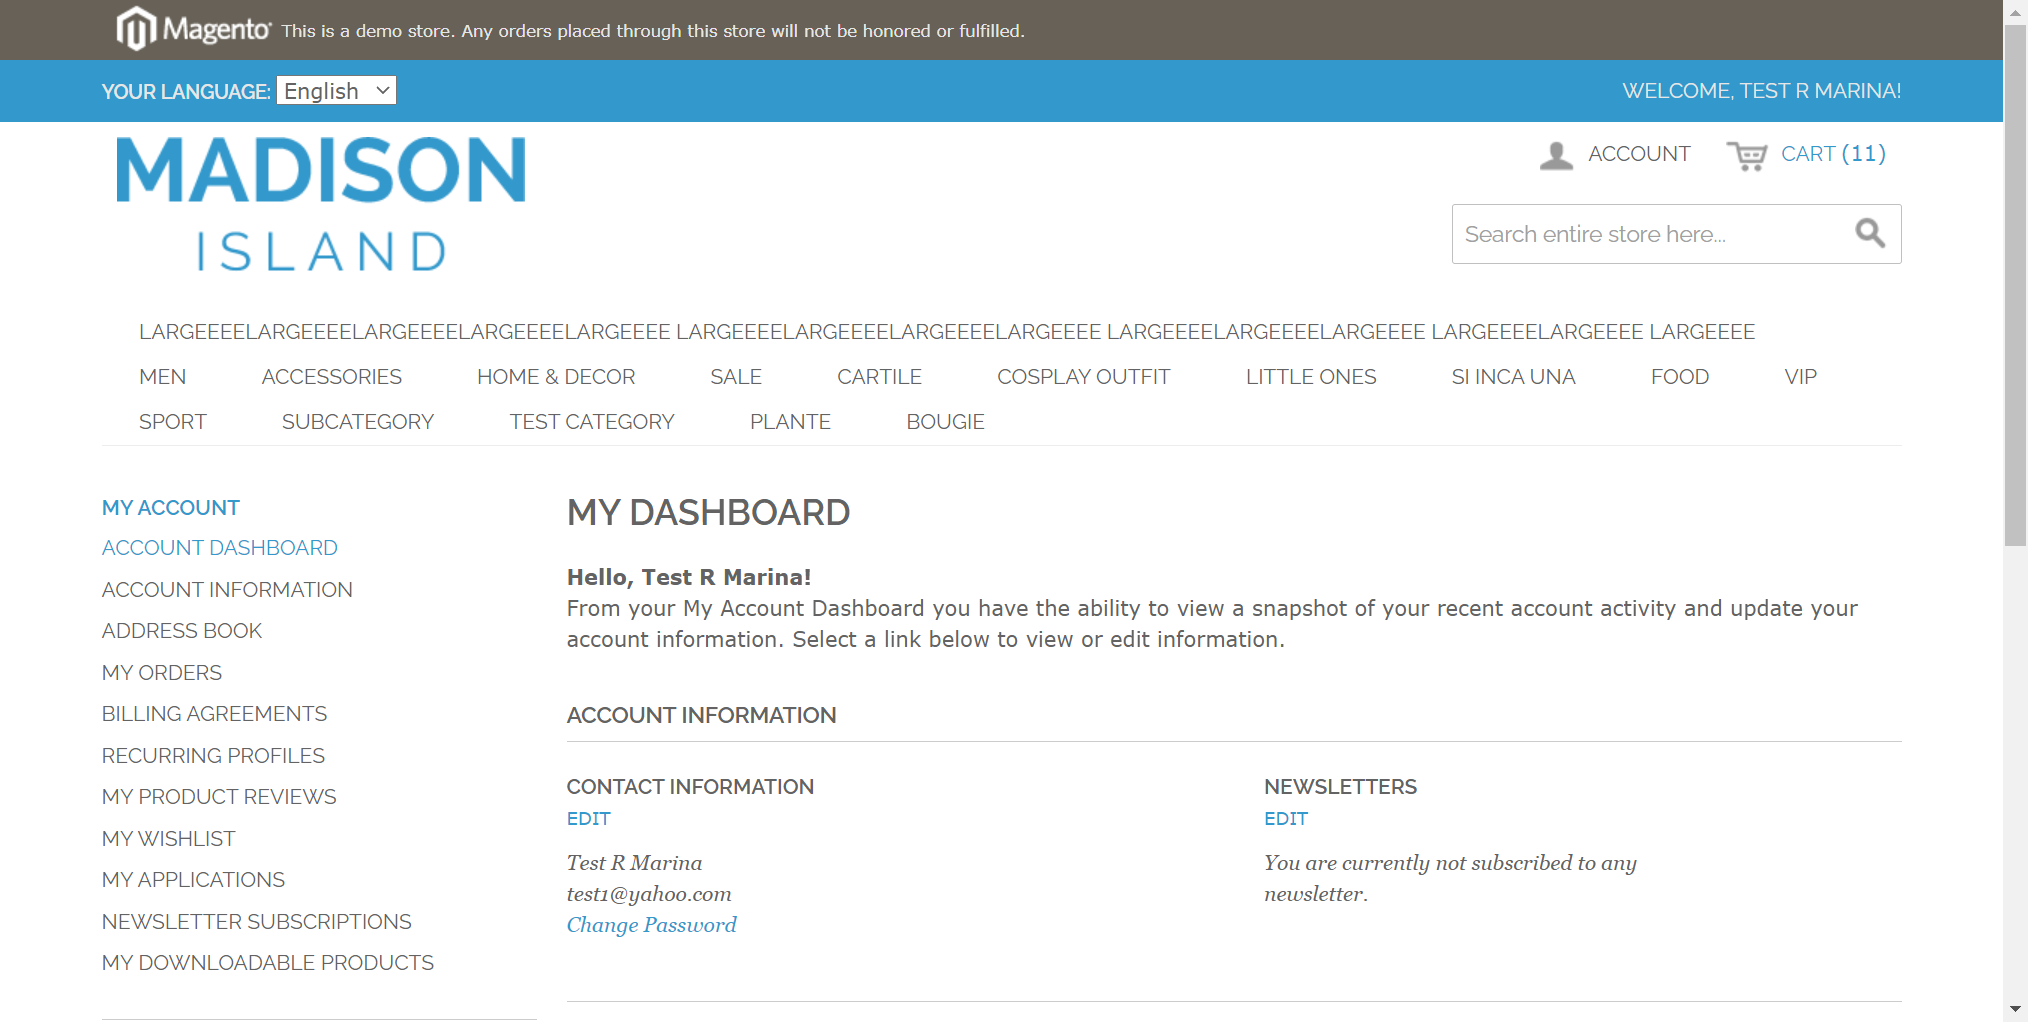 Magento This is a demo store. Any orders placed through this store will not be honored or fulfilled.
YOUR LANGUAGE: English WELCOME, TEST R MARINA!
MADISON
ISLAND
ACCOUNT CART (11)
Search entire store here...
LARGEEEELARGEEEELARGEEEELARGEEEELARGEEEE LARGEEEELARGEEEELARGEEEELARGEEEE LARGEEEELARGEEEELARGEEEE LARGEEEELARGEEEE LARGEEEE
MEN ACCESSORIES HOME & DECOR SALE CARTILE COSPLAY OUTFIT LITTLE ONES SI INCA UNA FOOD VIP
SPORT SUBCATEGORY TEST CATEGORY PLANTE BOUGIE
MY ACCOUNT
ACCOUNT DASHBOARD
ACCOUNT INFORMATION
ADDRESS BOOK
MY ORDERS
BILLING AGREEMENTS
RECURRING PROFILES
MY PRODUCT REVIEWS
MY WISHLIST
MY APPLICATIONS
NEWSLETTER SUBSCRIPTIONS
MY DOWNLOADABLE PRODUCTS
MY DASHBOARD
Hello, Test R Marina!
From your My Account Dashboard you have the ability to view a snapshot of your recent account activity and update your
account information. Select a link below to view or edit information.
ACCOUNT INFORMATION
CONTACT INFORMATION
EDIT
Test R Marina
test1@yahoo.com
Change Password
NEWSLETTERS
EDIT
You are currently not subscribed to any
newsletter.